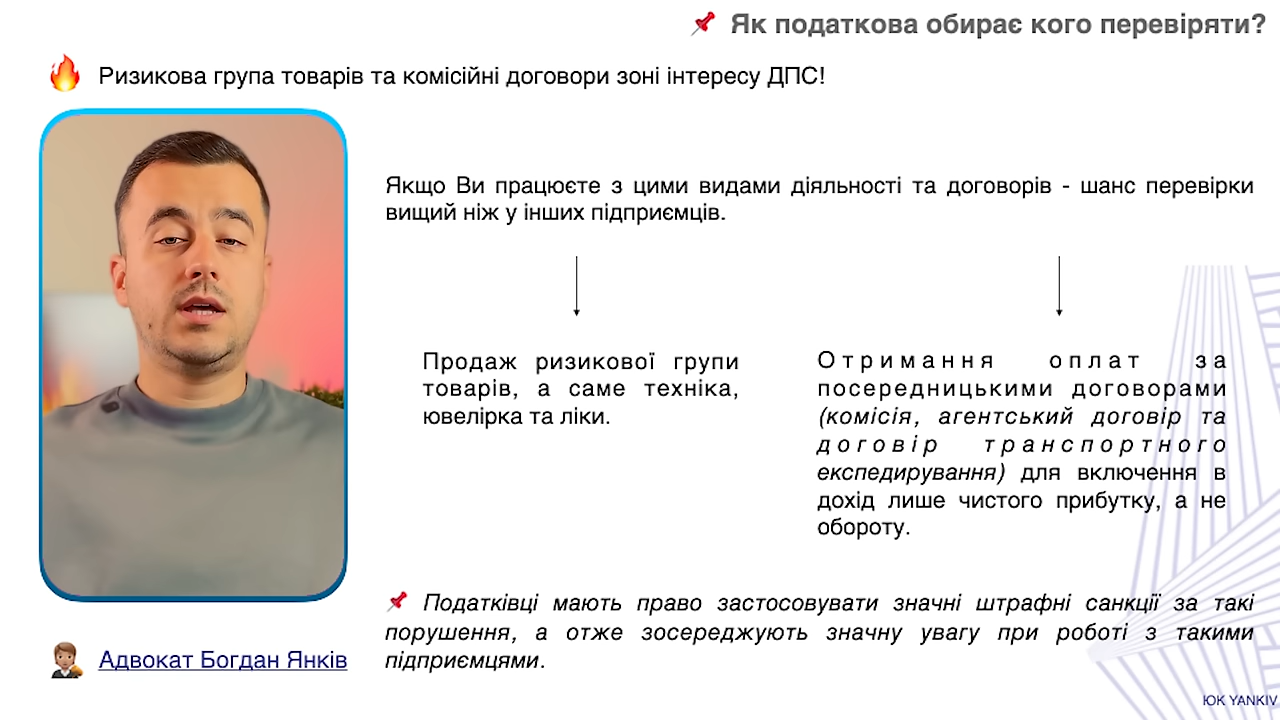 Як податкова обирає кого перевіряти?
Ризикова група товарів та комісійні договори зоні інтересу ДПС!
Якщо Ви працюєте з цими видами діяльності та договорів - шанс перевірки
вищий ніж у інших підприємців.
Продаж ризикової групи
товарів, а саме техніка,
ювелірка та ліки.
Отримання оплат за
посередницькими договорами
(комісія, агентський договір та
договір транспортного
експедирування) для включення в
дохід лише чистого прибутку, а не
обороту.
Податківці мають право застосовувати значні штрафні санкції за такі
порушення, а отже зосереджують значну увагу при роботі з такими
підприємцями.
Адвокат Богдан Янків
ЮК YANKIV